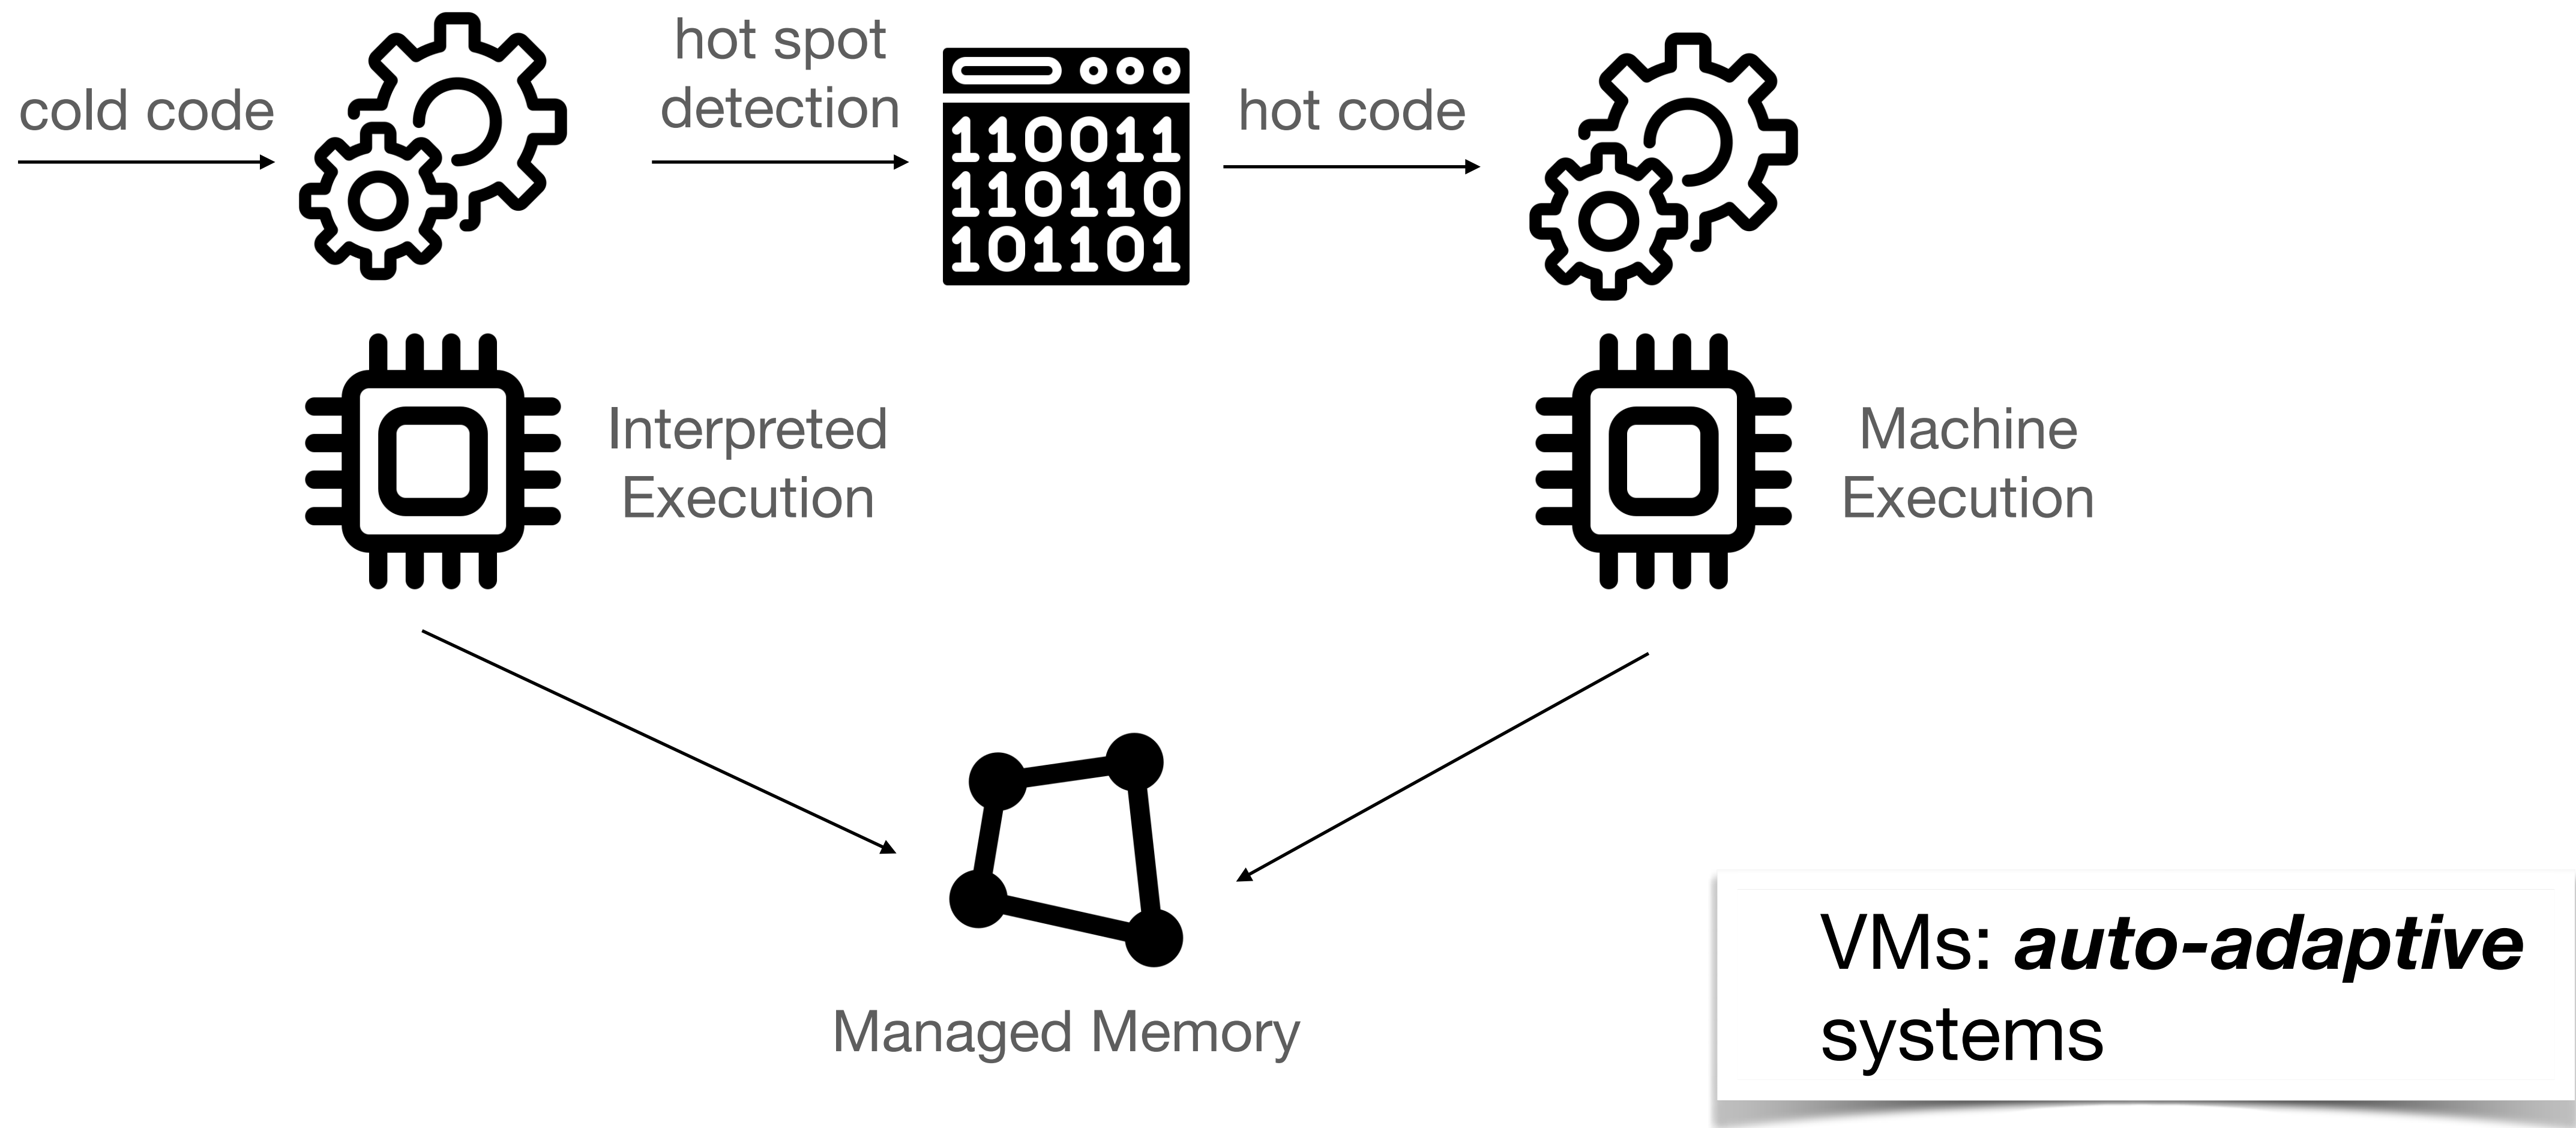 cold code
hot spot
detection
110011
110110
101101
hot code
Interpreted
Execution
Machine
Execution
Managed Memory
VMs: auto-adaptive
systems